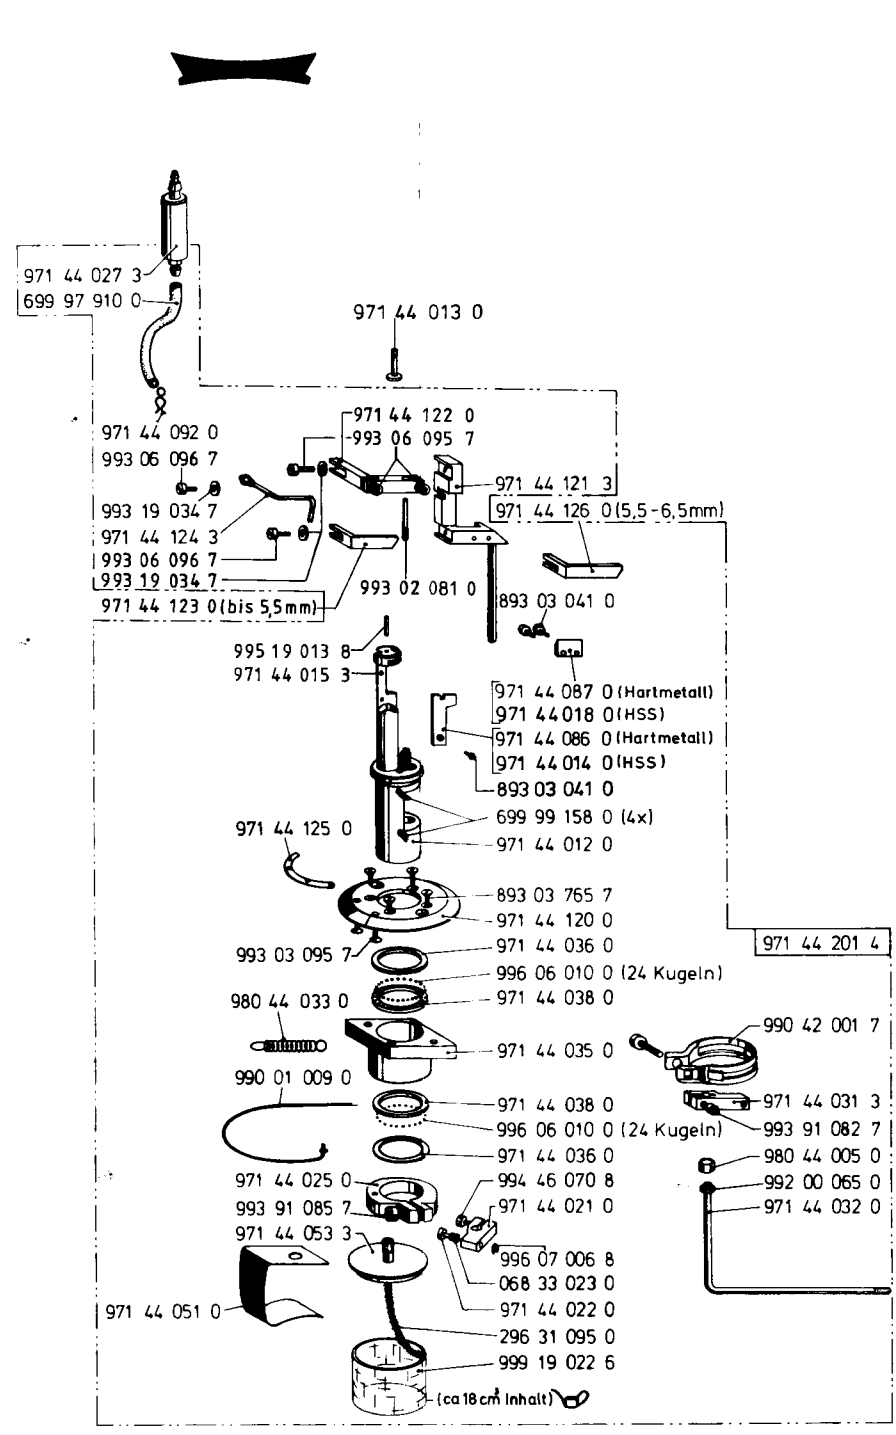 971 44 027 3
699 97 910 0
971 44 013 0
971 44 092 0
993 06 096 7
971 44 122 0
993 06 095 7
971 44 121 3
971 44 126 0 (5,5-6,5mm)
993 19 034 7
971 44 124 3
993 06 096 7
993 19 034 7
971 44 123 0 (bis 5,5mm)
993 02 081 0
893 03 041 0
995 19 013 8
971 44 015 3
971 44 087 0 (Hartmetall)
971 44 018 0 (HSS)
971 44 086 0 (Hartmetall)
971 44 014 0 (HSS)
893 03 041 0
699 99 158 0 (4x)
971 44 012 0
971 44 125 0
893 03 765 7
971 44 120 0
993 03 095 7
971 44 036 0
996 06 010 0 (24 Kugeln)
971 44 038 0
971 44 201 4
980 44 033 0
971 44 035 0
990 01 009 0
971 44 038 0
996 06 010 0 (24 Kugeln)
971 44 036 0
990 42 001 7
971 44 031 3
993 91 082 7
980 44 005 0
992 00 065 0
971 44 032 0
971 44 025 0
993 91 085 7
971 44 053 3
994 46 070 8
971 44 021 0
996 07 006 8
068 33 023 0
971 44 022 0
296 31 095 0
999 19 022 6
971 44 051 0
(ca 18 cm³ Inhalt)